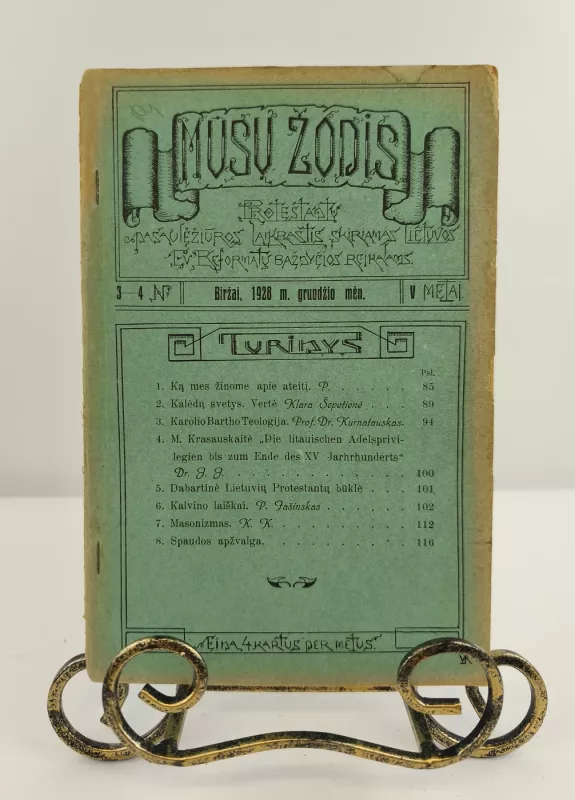 MŪSŲ ŽODIS
PROTESTANTŲ
PASAULĖŽIŪROS LAIKRAŠTIS, SKIRIAMAS LIETUVOS
EV. REFORMATŲ BAŽNYČIOS REIKALAMS.
3-4 N
Biržai, 1928 m. gruodžio mėn.
V METAI
TURINYS
Psl.
1. Ką mes žinome apie ateitį. P. . . . . . . 85
2. Kalėdų svetys. Vertė Klara Šepetienė . . . 89
3. Karolio Bartho Teologija. Prof. Dr. Kurnatauskas. 94
4. M. Krasauskaitė „Die litauischen Adelsprivi-
legien bis zum Ende des XV Jarhrhunderts“
Dr. J. J. . . . . . . . . . . . . 100
5. Dabartinė Lietuvių Protestantų būklė . . . 101
6. Kalvino laiškai. P. Jašinskas . . . . . . 102
7. Masonizmas. K. K. . . . . . . . . . 112
8. Spaudos apžvalga. . . . . . . . . . . 116
EINA 4 KARTUS PER METUS.